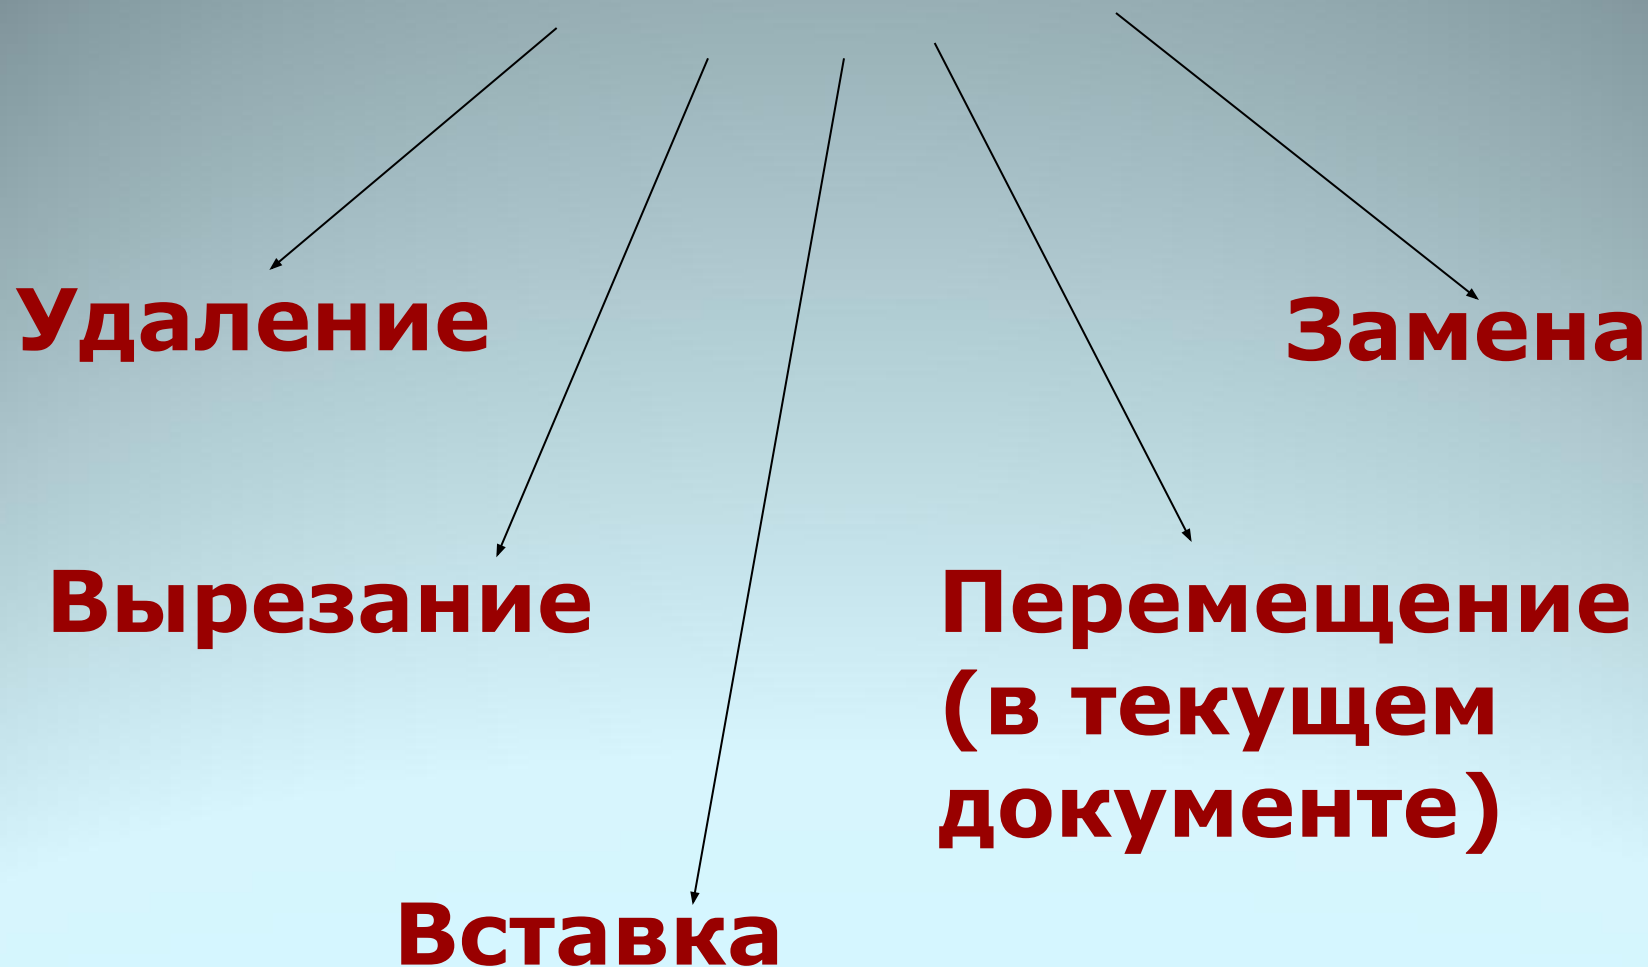 Удаление
Замена
Вырезание
Перемещение
(в текущем
документе)
Вставка